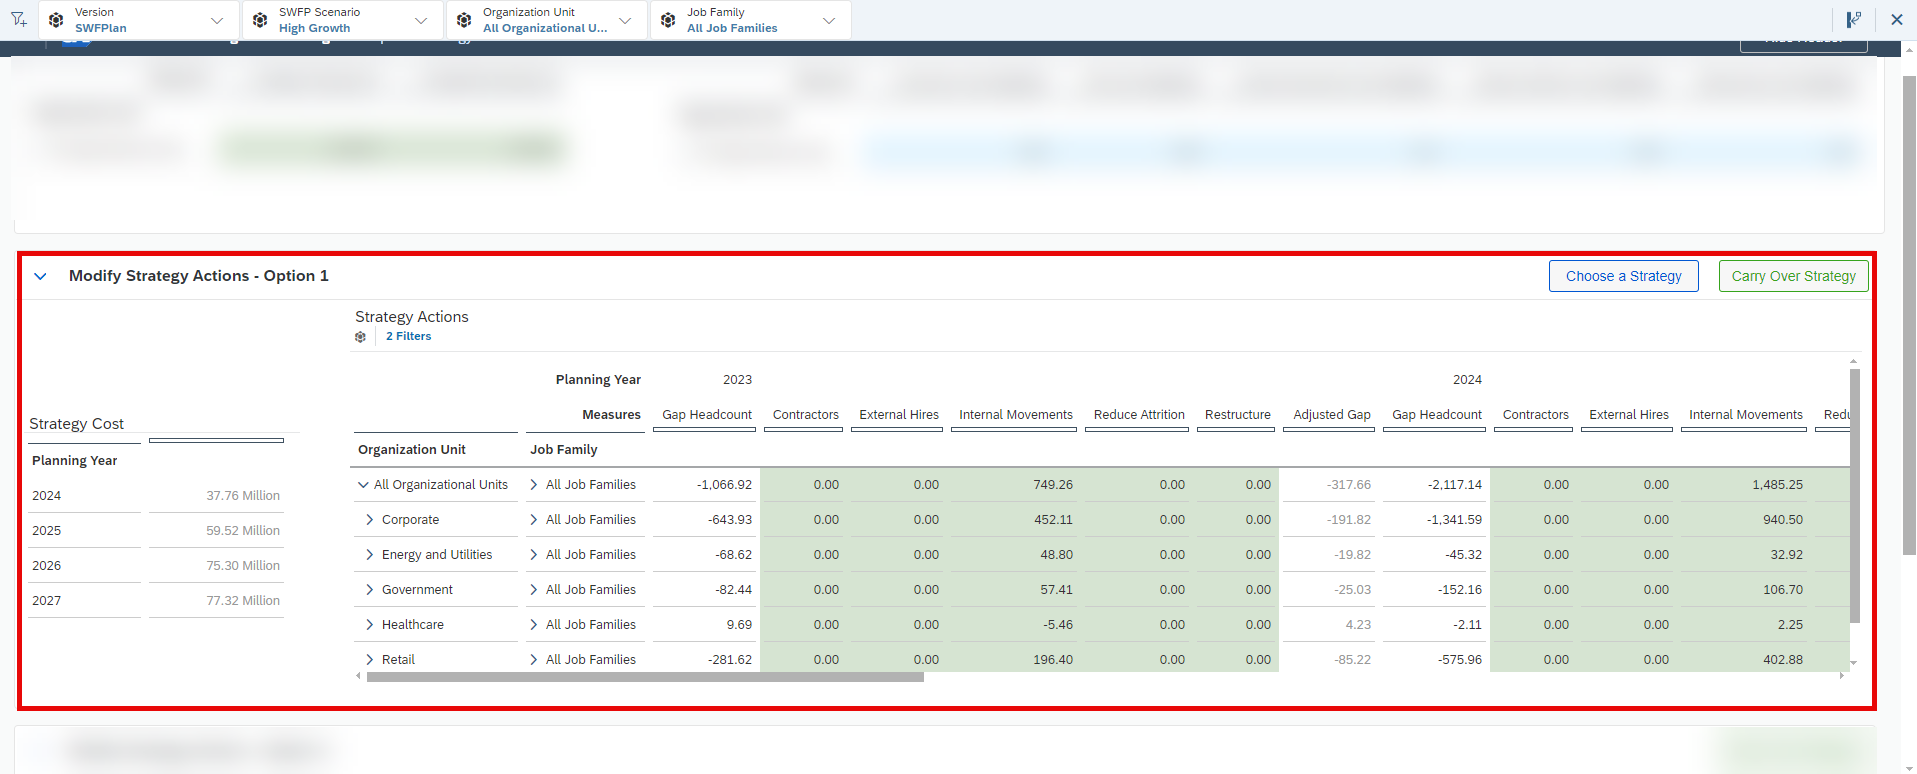 Version
SWFPlan
SWFP Scenario
High Growth
Organization Unit
All Organizational U...
Job Family
All Job Families
Modify Strategy Actions - Option 1
Choose a Strategy
Carry Over Strategy
Strategy Actions
2 Filters
Planning Year 2023 2024
Measures Gap Headcount Contractors External Hires Internal Movements Reduce Attrition Restructure Adjusted Gap Gap Headcount Contractors External Hires Internal Movements Redu
Organization Unit Job Family
All Organizational Units All Job Families -1,066.92 0.00 0.00 749.26 0.00 0.00 -317.66 -2,117.14 0.00 0.00 1,485.25
Corporate All Job Families -643.93 0.00 0.00 452.11 0.00 0.00 -191.82 -1,341.59 0.00 0.00 940.50
Energy and Utilities All Job Families -68.62 0.00 0.00 48.80 0.00 0.00 -19.82 -45.32 0.00 0.00 32.92
Government All Job Families -82.44 0.00 0.00 57.41 0.00 0.00 -25.03 -152.16 0.00 0.00 106.70
Healthcare All Job Families 9.69 0.00 0.00 -5.46 0.00 0.00 4.23 -2.11 0.00 0.00 2.25
Retail All Job Families -281.62 0.00 0.00 196.40 0.00 0.00 -85.22 -575.96 0.00 0.00 402.88
Strategy Cost
Planning Year
2024 37.76 Million
2025 59.52 Million
2026 75.30 Million
2027 77.32 Million